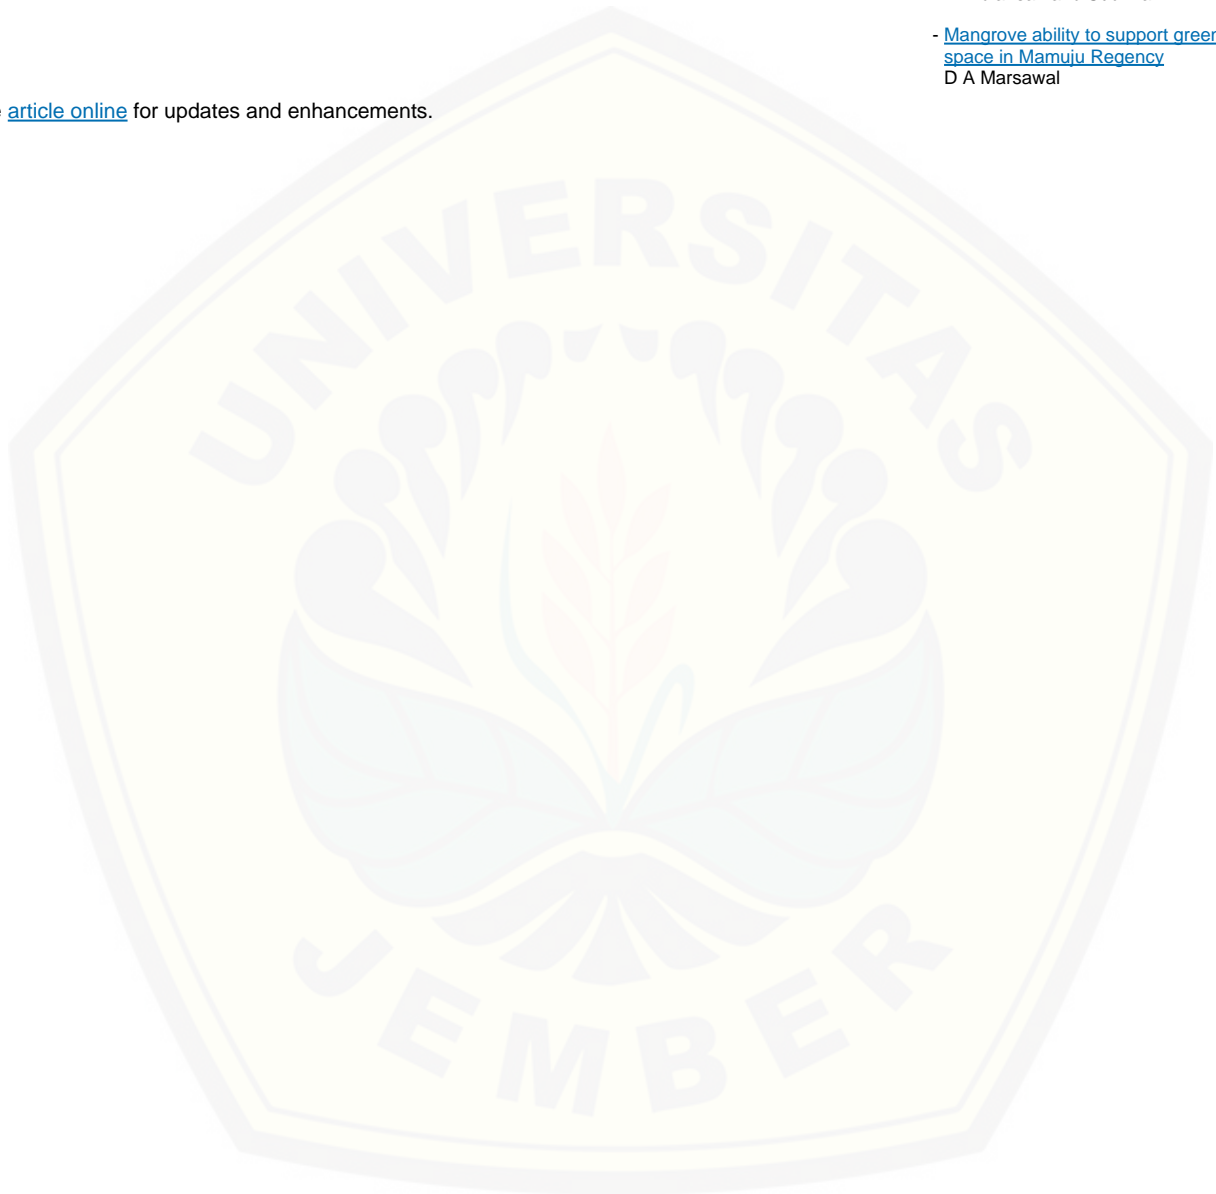 - Mangrove ability to support green
space in Mamuju Regency
D A Marsawal
article online for updates and enhancements.
UNIVERSITAS
JEMBER